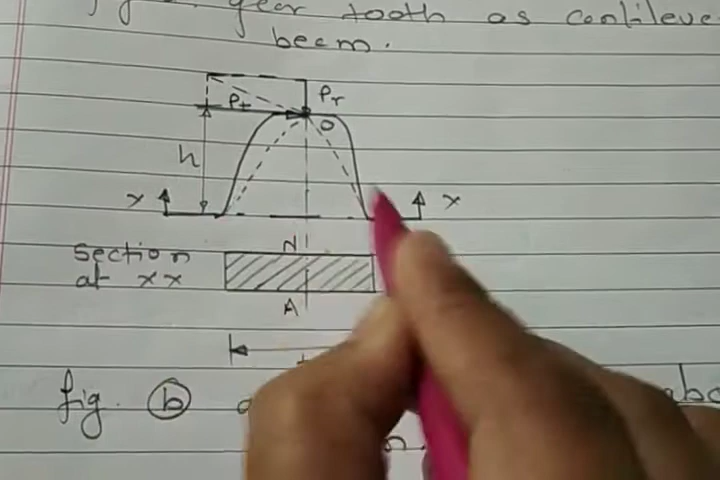 gear tooth as cantileve
beam.
Pt Pr
O
h
x x
section N
at xx
A
fig. (b)